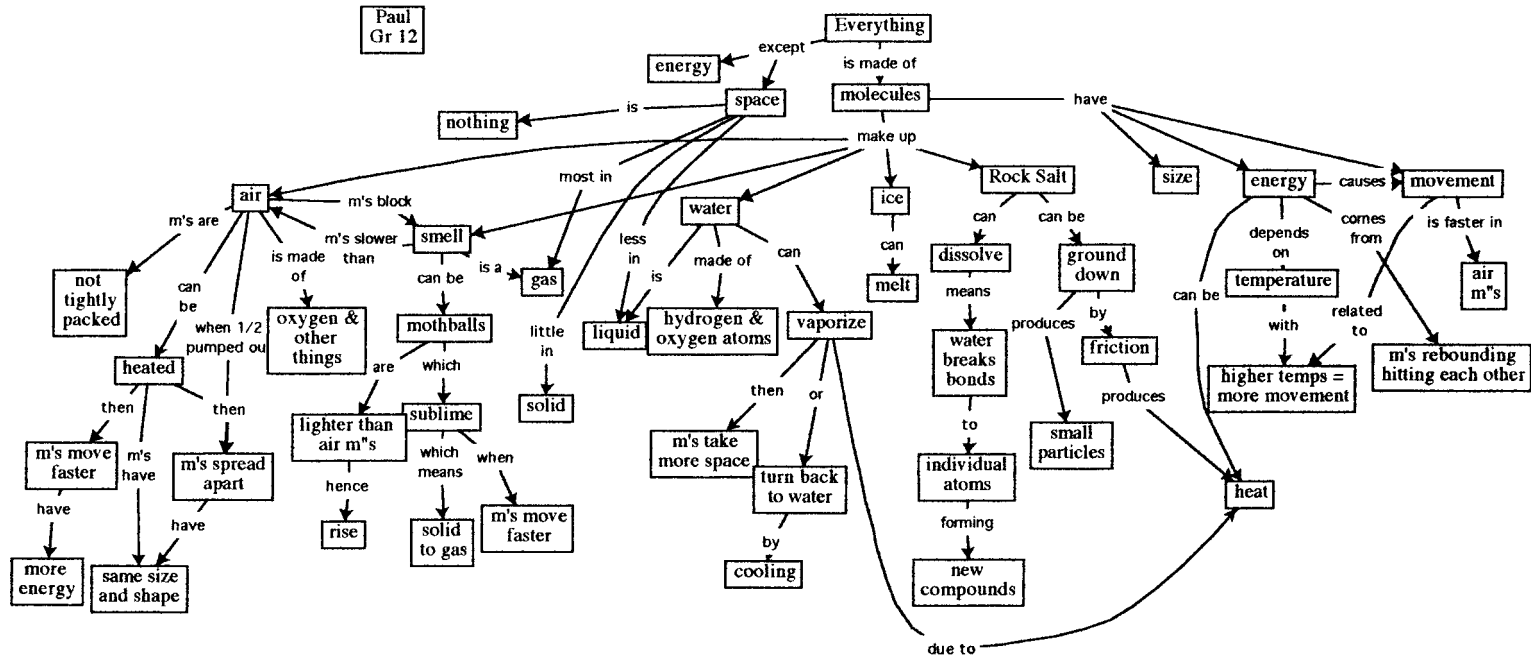 Paul
Gr 12
Everything
except
energy
is made of
space
molecules
have
is
nothing
make up
most in
air
m's block
m's are
smell
m's slower
than
is made
of
can be
is a
gas
water
less
in
is
made of
can
ice
can
melt
Rock Salt
can
can be
dissolve
ground
down
size
energy
causes
movement
comes
from
is faster in
depends
on
air
m"s
not
tightly
packed
can
be
when 1/2
pumped ou
oxygen &
other
things
mothballs
little
in
liquid
hydrogen &
oxygen atoms
vaporize
means
produces
by
can be
temperature
related
to
with
heated
are
which
water
breaks
bonds
friction
higher temps =
more movement
m's rebounding
hitting each other
then
then
lighter than
air m"s
sublime
solid
then
or
to
produces
m's move
faster
m's
have
m's spread
apart
which
means
when
m's take
more space
turn back
to water
individual
atoms
small
particles
heat
have
have
hence
rise
solid
to gas
m's move
faster
by
cooling
forming
more
energy
same size
and shape
new
compounds
due to